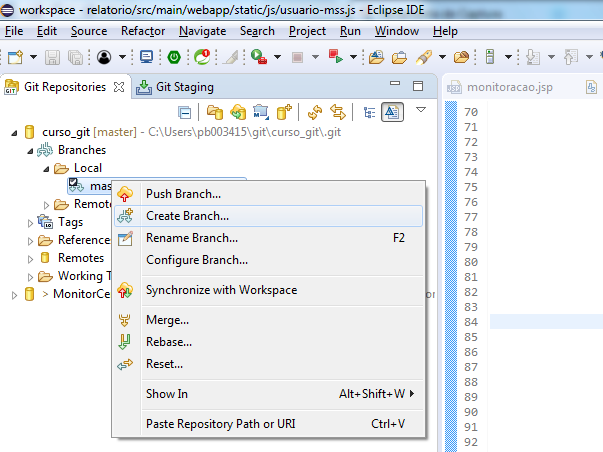 workspace - relatorio/src/main/webapp/static/js/usuario-mss.js - Eclipse IDE
File Edit Source Refactor Navigate Search Project Run Window Help
Git Repositories
Git Staging
monitoracao.jsp
curso_git [master] - C:\Users\pb003415\git\curso_git\.git
Branches
Local
mas
Remot
Tags
Reference
Remotes
Working T
> MonitorCe
Push Branch...
Create Branch...
Rename Branch... F2
Configure Branch...
Synchronize with Workspace
Merge...
Rebase...
Reset...
Show In Alt+Shift+W
Paste Repository Path or URI Ctrl+V
70
71
72
73
74
75
76
77
78
79
80
81
82
83
84
85
86
87
88
89
90
91
92